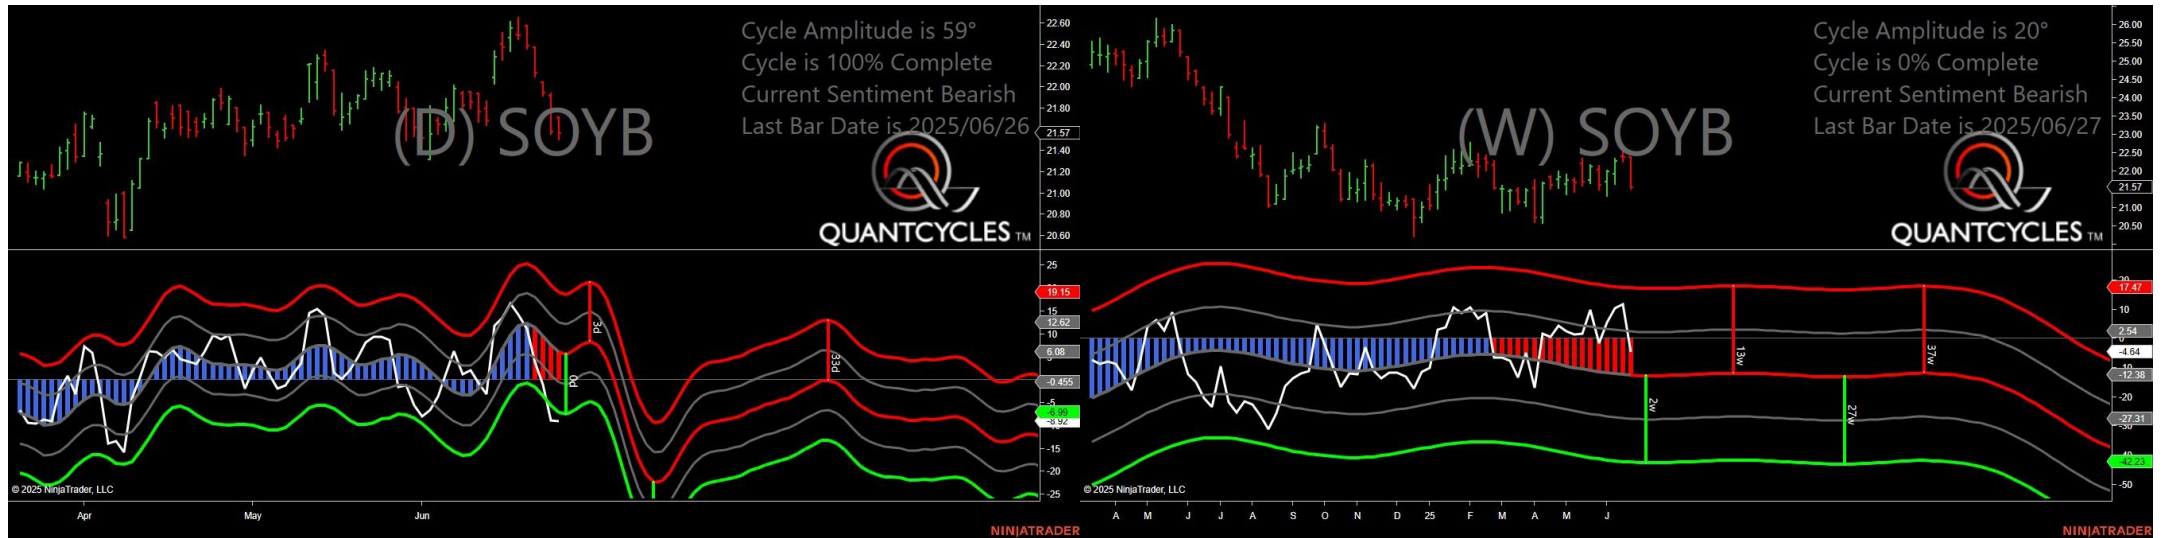 Cycle Amplitude is 59°
Cycle is 100% Complete
Current Sentiment Bearish
Last Bar Date is 2025/06/26
(D) SOYB
QUANTCYCLES TM
22.60
22.40
22.20
22.00
21.80
21.57
21.40
21.20
21.00
20.80
20.60
25
19.15
15
12.62
10
6.08
-0.455
-5
-6.99
-8.92
-15
-20
-25
0d
3d
33d
© 2025 NinjaTrader, LLC
Apr May Jun
NINJATRADER
Cycle Amplitude is 20°
Cycle is 0% Complete
Current Sentiment Bearish
Last Bar Date is 2025/06/27
(W) SOYB
QUANTCYCLES TM
26.00
25.50
25.00
24.50
24.00
23.50
23.00
22.50
22.00
21.57
21.00
20.50
20
17.47
10
2.54
0
-4.64
-10
-12.38
-20
-27.31
-30
-42.23
-50
2w
13w
27w
37w
© 2025 NinjaTrader, LLC
A M J J A S O N D 25 F M A M J
NINJATRADER